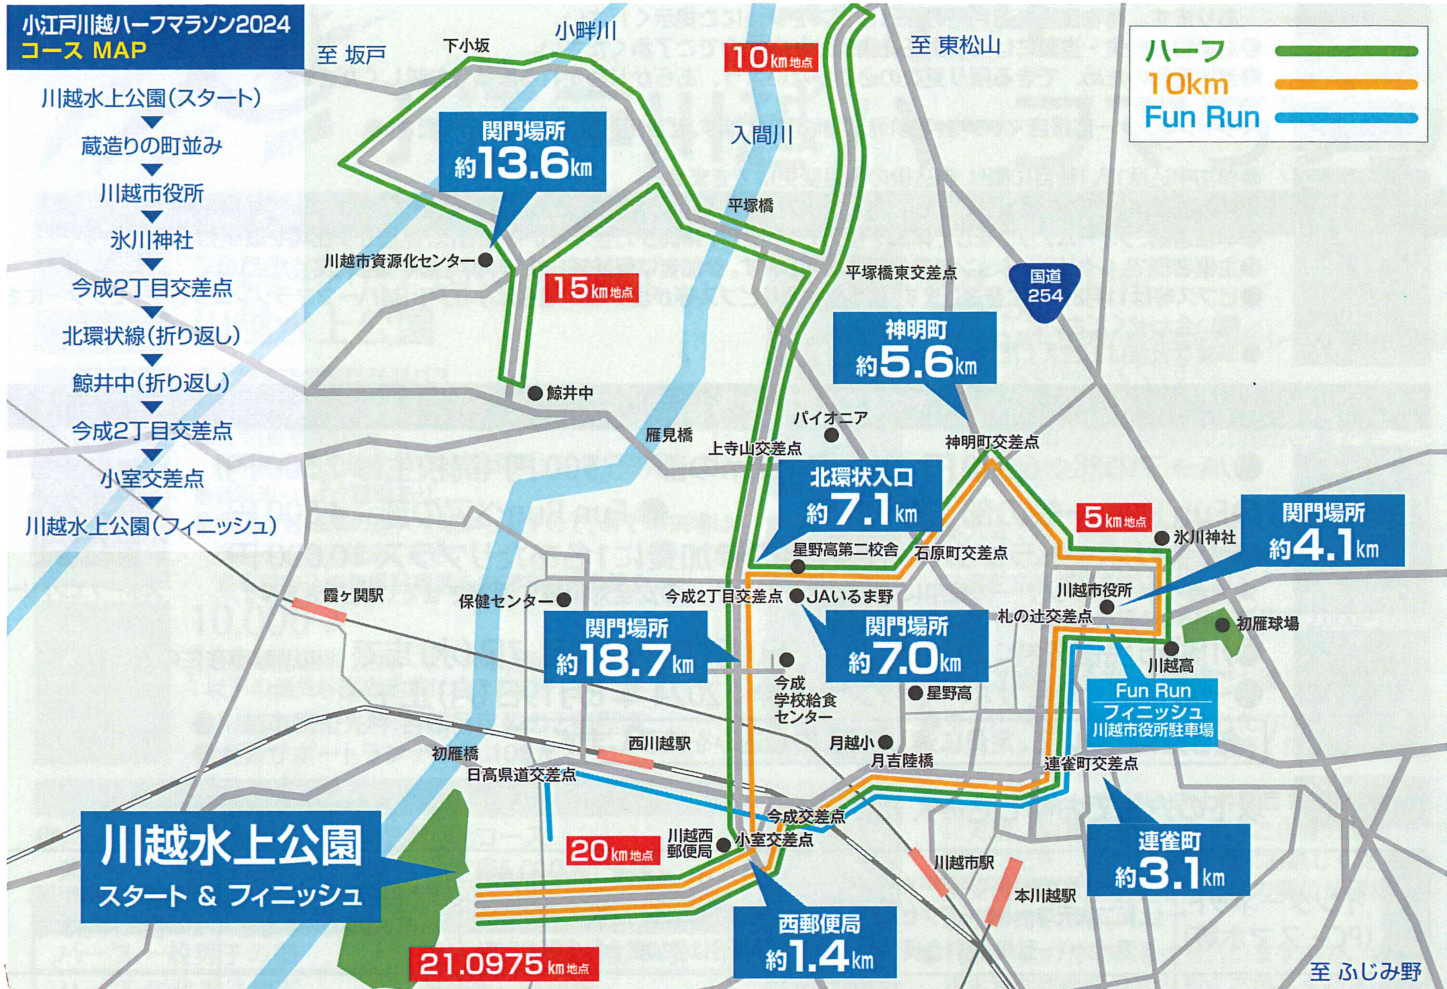 小江戸川越ハーフマラソン2024
コース MAP
川越水上公園(スタート)
蔵造りの町並み
川越市役所
氷川神社
今成2丁目交差点
北環状線(折り返し)
鯨井中(折り返し)
今成2丁目交差点
小室交差点
川越水上公園(フィニッシュ)
ハーフ
10km
Fun Run
至 坂戸
下小坂
小畔川
10km地点
至 東松山
入間川
関門場所
約13.6km
平塚橋
川越市資源化センター
15km地点
平塚橋東交差点
国道
254
神明町
約5.6km
鯨井中
雁見橋
パイオニア
上寺山交差点
神明町交差点
北環状入口
約7.1km
5km地点
氷川神社
関門場所
約4.1km
星野高第二校舎
石原町交差点
霞ヶ関駅
保健センター
今成2丁目交差点
JAいるま野
川越市役所
札の辻交差点
初雁球場
関門場所
約18.7km
関門場所
約7.0km
川越高
今成
学校給食
センター
星野高
Fun Run
フィニッシュ
川越市役所駐車場
初雁橋
西川越駅
月越小
月吉陸橋
連雀町交差点
日高県道交差点
今成交差点
川越水上公園
スタート & フィニッシュ
20km地点
川越西
郵便局
小室交差点
川越市駅
本川越駅
連雀町
約3.1km
西郵便局
約1.4km
21.0975km地点
至 ふじみ野